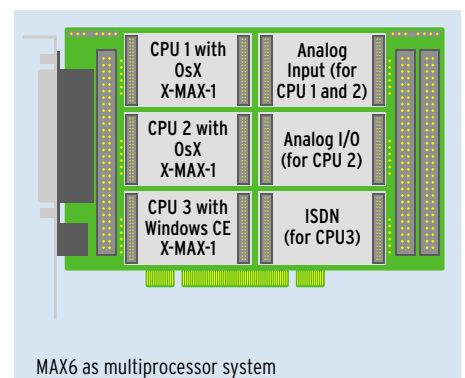 CPU 1 with
OsX
X-MAX-1
Analog
Input (for
CPU 1 and 2)
CPU 2 with
OsX
X-MAX-1
Analog I/O
(for CPU 2)
CPU 3 with
Windows CE
X-MAX-1
ISDN
(for CPU3)
MAX6 as multiprocessor system